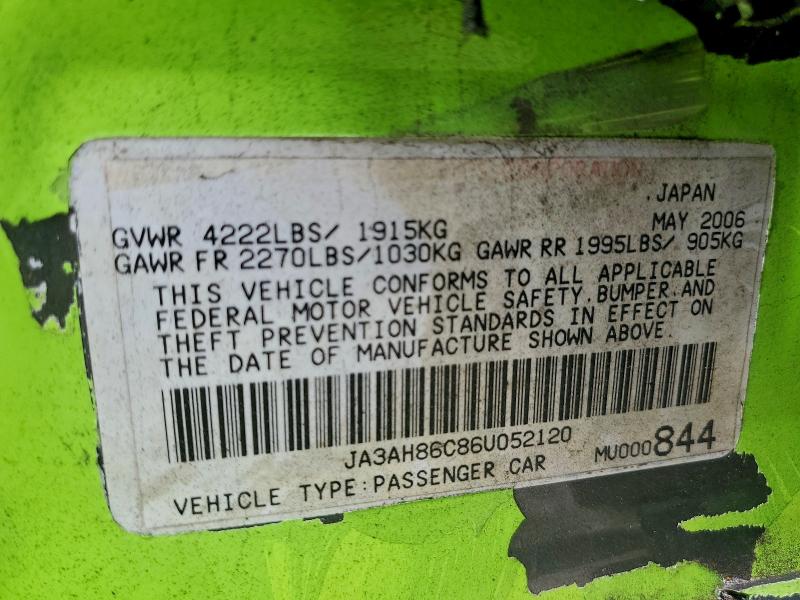 CORPORATION
JAPAN
MAY 2006
GVWR 4222LBS/ 1915KG
GAWR FR 2270LBS/1030KG GAWR RR 1995LBS/ 905KG
THIS VEHICLE CONFORMS TO ALL APPLICABLE
FEDERAL MOTOR VEHICLE SAFETY, BUMPER, AND
THEFT PREVENTION STANDARDS IN EFFECT ON
THE DATE OF MANUFACTURE SHOWN ABOVE.
JA3AH86C86U052120
MU000844
VEHICLE TYPE:PASSENGER CAR